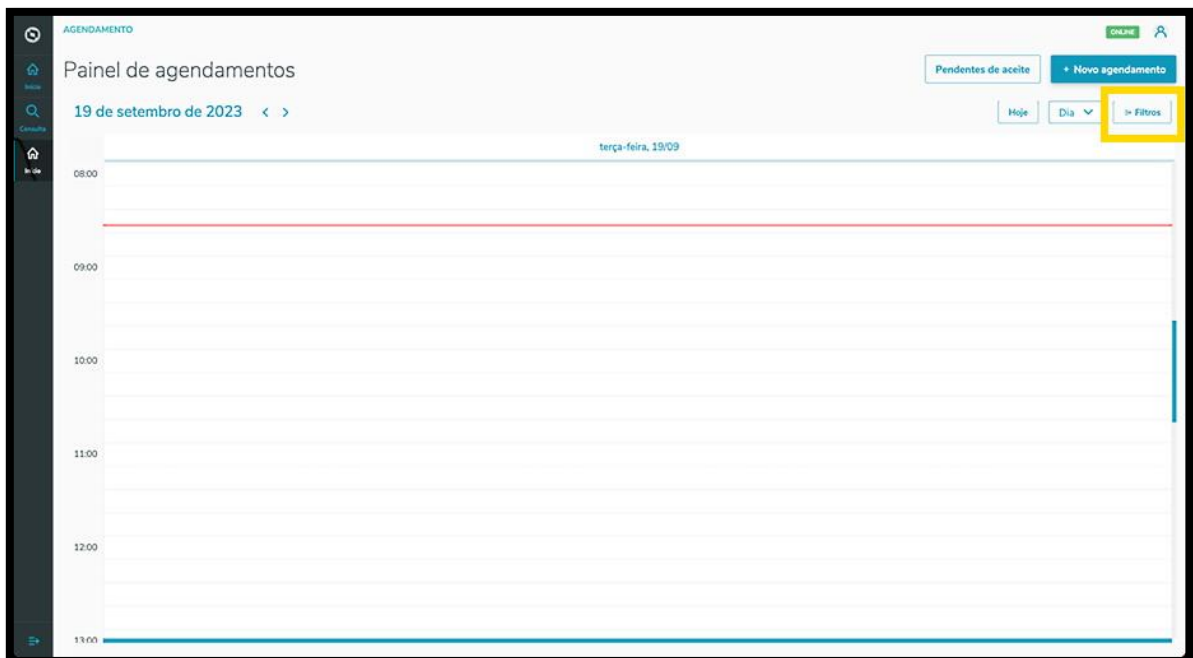 AGENDAMENTO
ONLINE
Painel de agendamentos
Pendentes de aceite
+ Novo agendamento
19 de setembro de 2023 < >
Hoje
Dia
Filtros
Início
Consulta
Início
terça-feira, 19/09
08:00
09:00
10:00
11:00
12:00
13:00